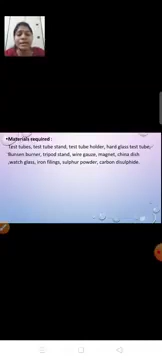 •Materials required :
Test tubes, test tube stand, test tube holder, hard glass test tube,
Bunsen burner, tripod stand, wire gauze, magnet, china dish
,watch glass, iron filings, sulphur powder, carbon disulphide.